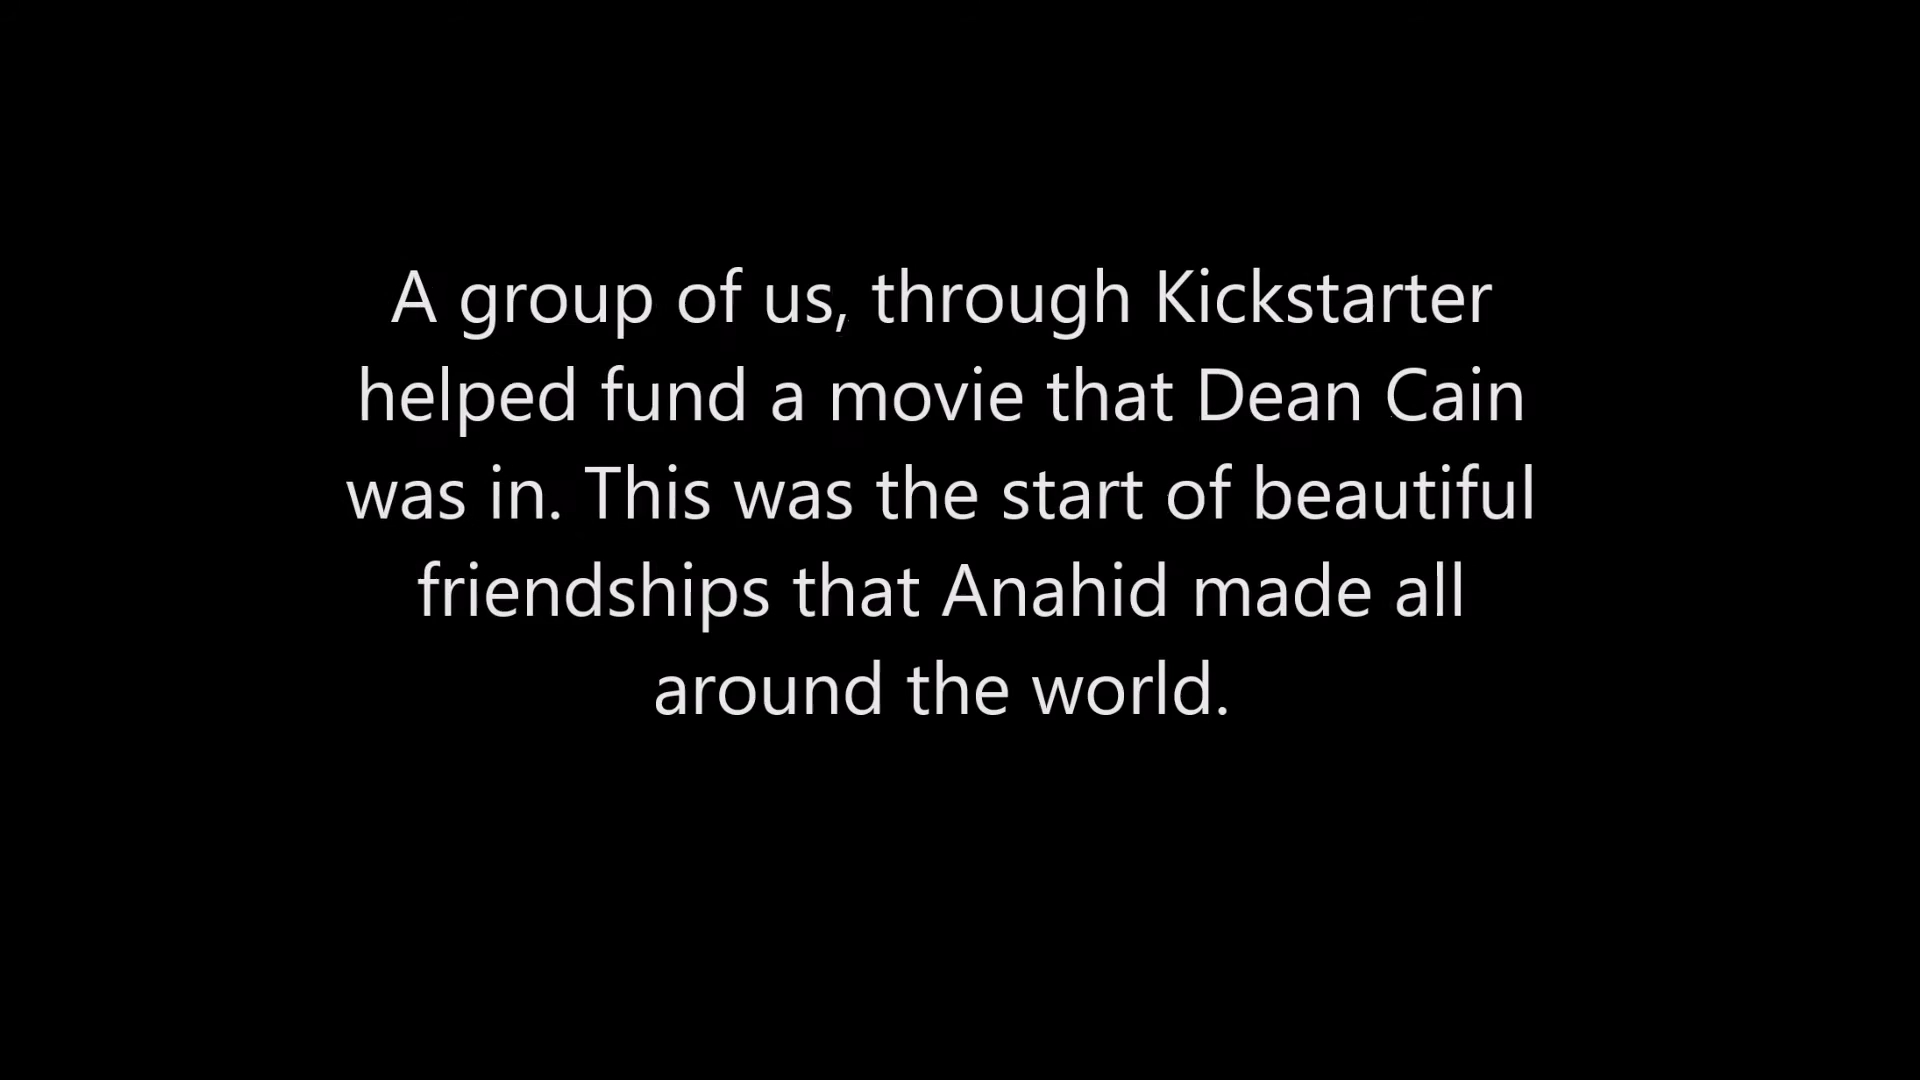 A group of us, through Kickstarter
helped fund a movie that Dean Cain
was in. This was the start of beautiful
friendships that Anahid made all
around the world.